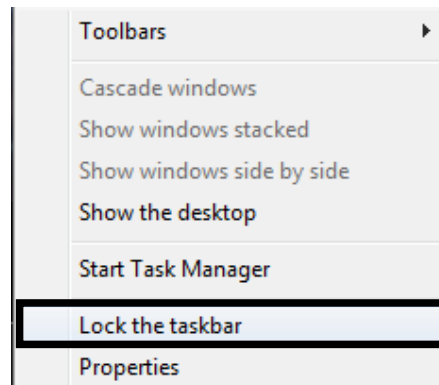 Toolbars
Cascade windows
Show windows stacked
Show windows side by side
Show the desktop
Start Task Manager
Lock the taskbar
Properties